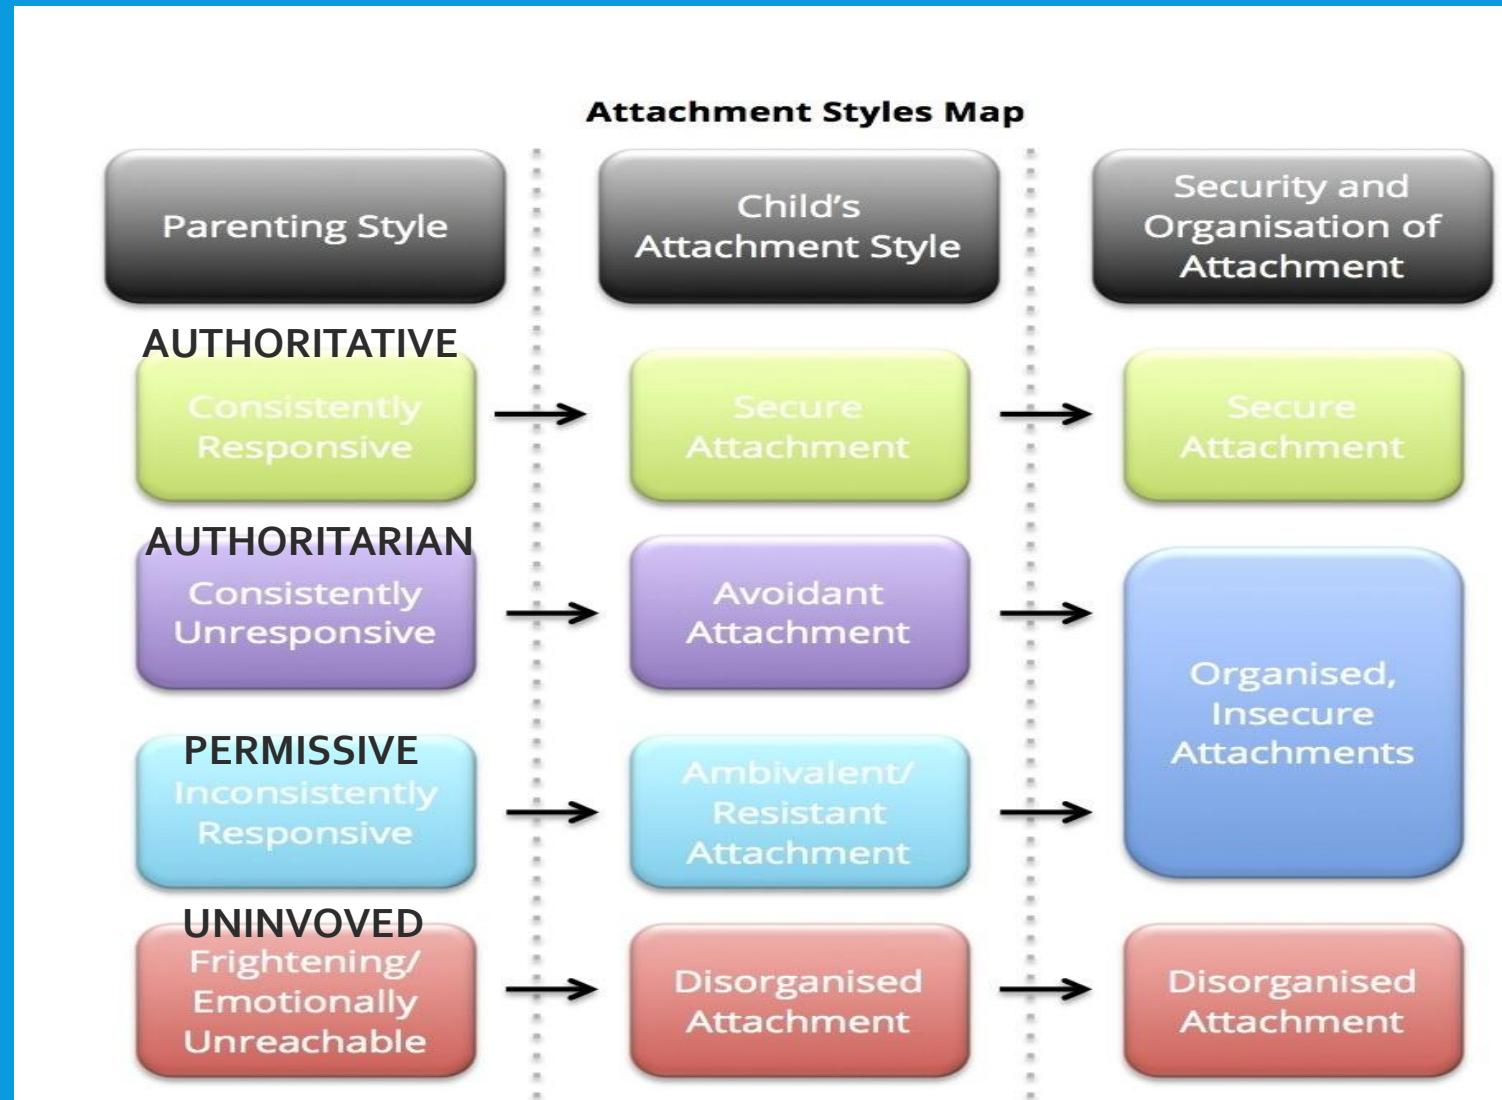 Attachment Styles Map
Parenting Style
Child's
Attachment Style
Security and
Organisation of
Attachment
AUTHORITATIVE
Consistently
Responsive
Secure
Attachment
Secure
Attachment
AUTHORITARIAN
Consistently
Unresponsive
Avoidant
Attachment
Organised,
Insecure
Attachments
PERMISSIVE
Inconsistently
Responsive
Ambivalent/
Resistant
Attachment
UNINVOVED
Frightening/
Emotionally
Unreachable
Disorganised
Attachment
Disorganised
Attachment